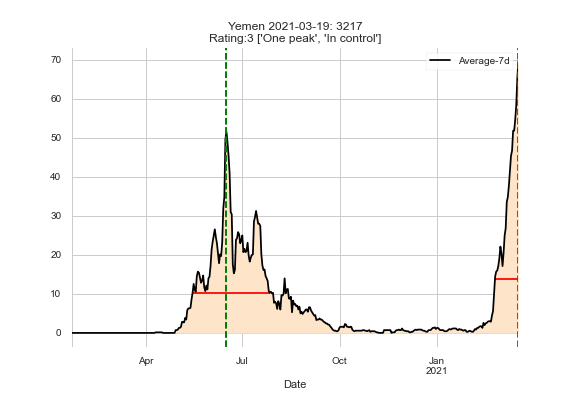 Yemen 2021-03-19: 3217
Rating:3 ['One peak', 'In control']
Average-7d
70
60
50
40
30
20
10
0
Apr
Jul
Oct
Jan
2021
Date